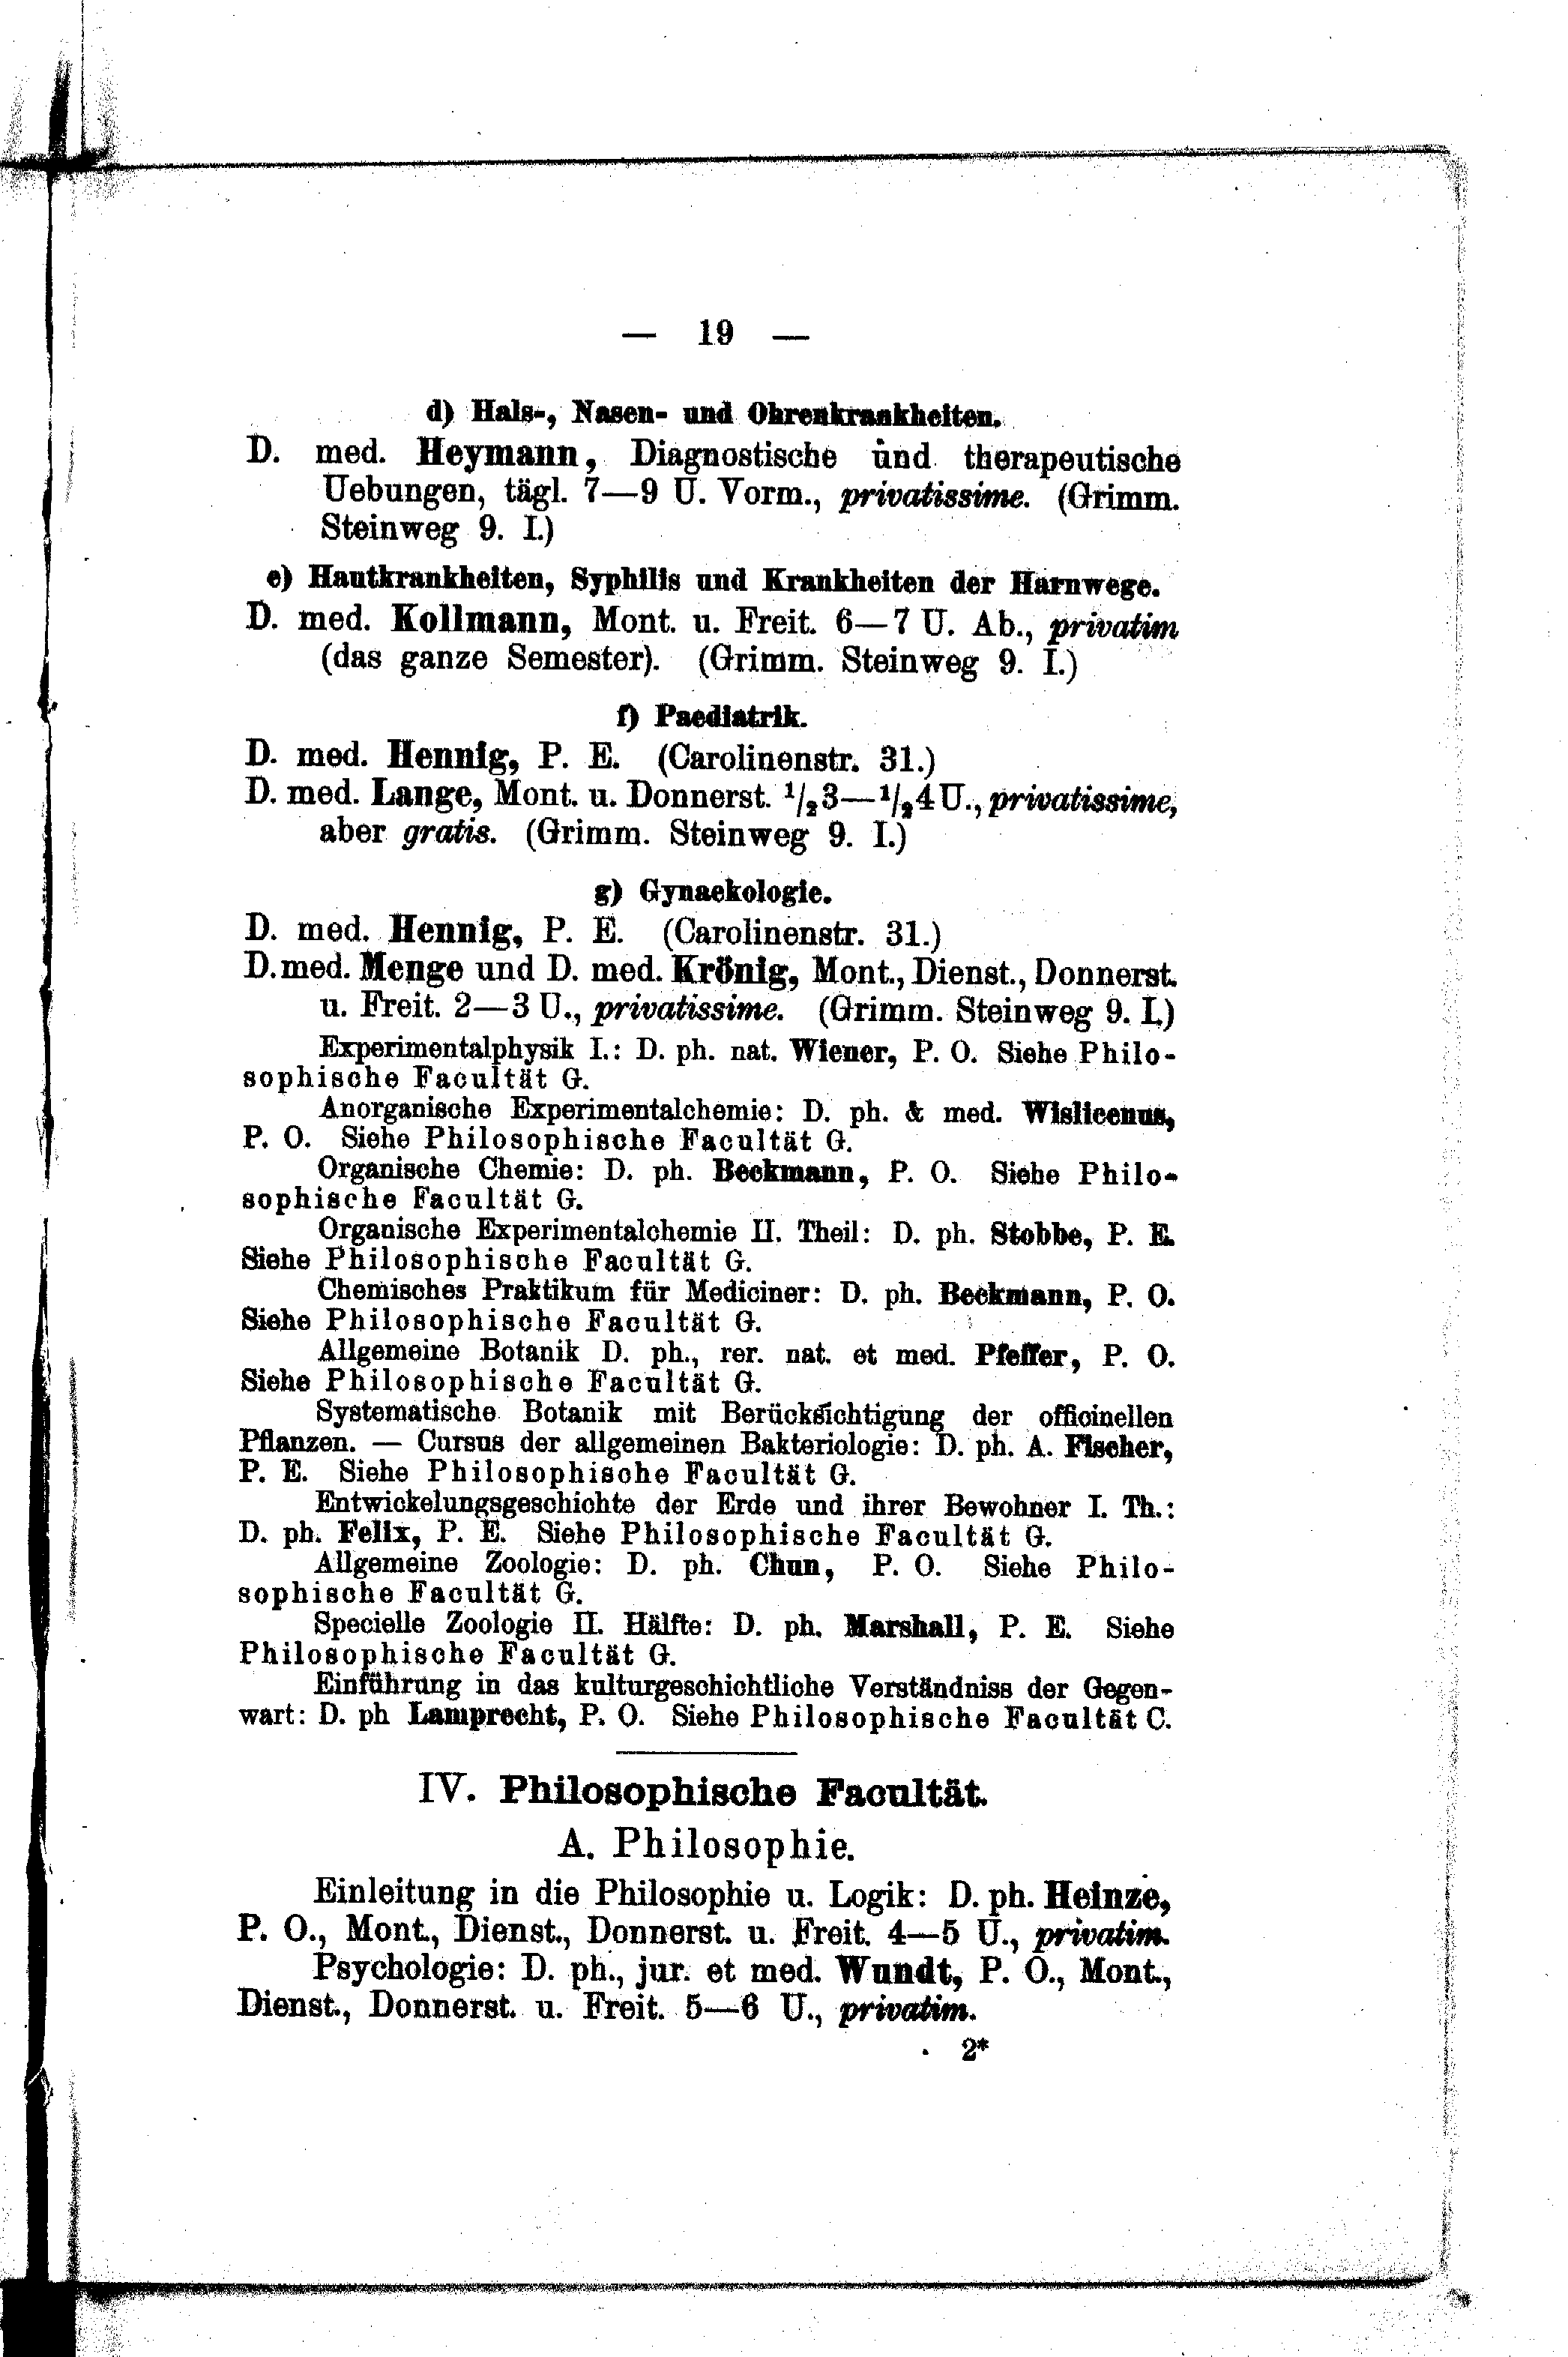 — 19 —
d) Hals-, Nasen- und Ohrenkrankheiten.
D. med. Heymann, Diagnostische und therapeutische
Uebungen, tägl. 7—9 U. Vorm., privatissime. (Grimm.
Steinweg 9. I.)
e) Hautkrankheiten, Syphilis und Krankheiten der Harnwege.
D. med. Kollmann, Mont. u. Freit. 6—7 U. Ab., privatim
(das ganze Semester). (Grimm. Steinweg 9. I.)
f) Paediatrik.
D. med. Hennig, P. E. (Carolinenstr. 31.)
D. med. Lange, Mont. u. Donnerst. 1/2 3—1/2 4 U., privatissime,
aber gratis. (Grimm. Steinweg 9. I.)
g) Gynaekologie.
D. med. Hennig, P. E. (Carolinenstr. 31.)
D. med. Menge und D. med. Krönig, Mont., Dienst., Donnerst.
u. Freit. 2—3 U., privatissime. (Grimm. Steinweg 9. I.)
Experimentalphysik I.: D. ph. nat. Wiener, P. O. Siehe Philo-
sophische Facultät G.
Anorganische Experimentalchemie: D. ph. & med. Wislicenus,
P. O. Siehe Philosophische Facultät G.
Organische Chemie: D. ph. Beckmann, P. O. Siehe Philo-
sophische Facultät G.
Organische Experimentalchemie II. Theil: D. ph. Stobbe, P. E.
Siehe Philosophische Facultät G.
Chemisches Praktikum für Mediciner: D. ph. Beckmann, P. O.
Siehe Philosophische Facultät G.
Allgemeine Botanik D. ph., rer. nat. et med. Pfeffer, P. O.
Siehe Philosophische Facultät G.
Systematische Botanik mit Berücksichtigung der officinellen
Pflanzen. — Cursus der allgemeinen Bakteriologie: D. ph. A. Fischer,
P. E. Siehe Philosophische Facultät G.
Entwickelungsgeschichte der Erde und ihrer Bewohner I. Th.:
D. ph. Felix, P. E. Siehe Philosophische Facultät G.
Allgemeine Zoologie: D. ph. Chun, P. O. Siehe Philo-
sophische Facultät G.
Specielle Zoologie II. Hälfte: D. ph. Marshall, P. E. Siehe
Philosophische Facultät G.
Einführung in das kulturgeschichtliche Verständniss der Gegen-
wart: D. ph Lamprecht, P. O. Siehe Philosophische Facultät C.
IV. Philosophische Facultät.
A. Philosophie.
Einleitung in die Philosophie u. Logik: D. ph. Heinze,
P. O., Mont., Dienst., Donnerst. u. Freit. 4—5 U., privatim.
Psychologie: D. ph., jur. et med. Wundt, P. O., Mont.,
Dienst., Donnerst. u. Freit. 5—6 U., privatim.
2*